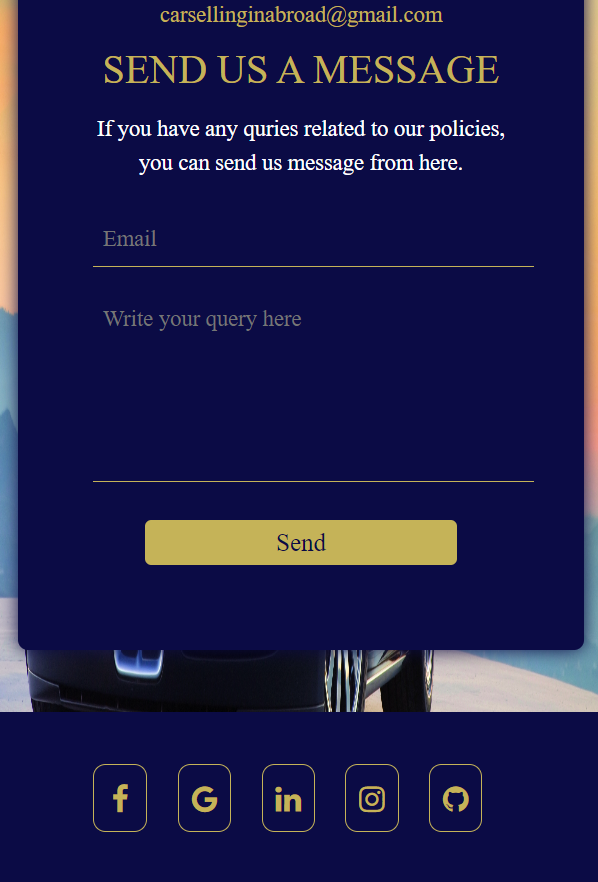 carsellinginabroad@gmail.com
SEND US A MESSAGE
If you have any quries related to our policies,
you can send us message from here.
Email
Write your query here
Send